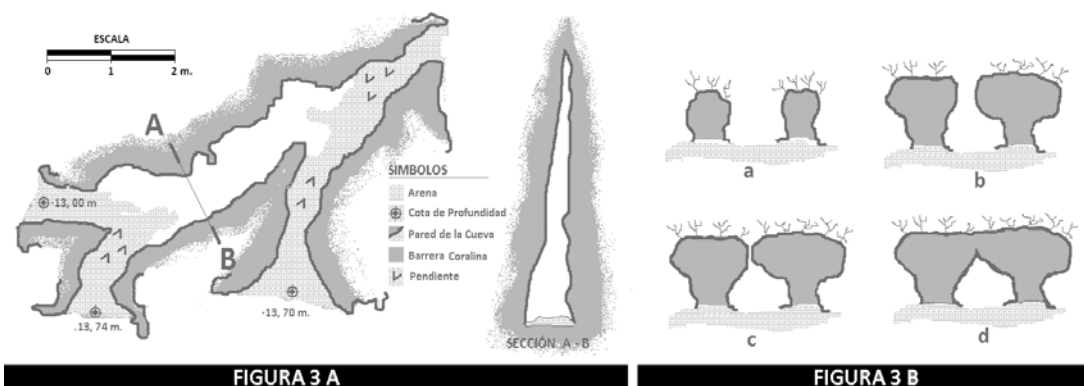 ESCALA
0 1 2 m.
A
B
-13, 00 m
.13, 74 m.
-13, 70 m.
SIMBOLOS
Arena
Cota de Profundidad
Pared de la Cueva
Barrera Coralina
Pendiente
SECCIÓN A - B
FIGURA 3 A
a
b
c
d
FIGURA 3 B